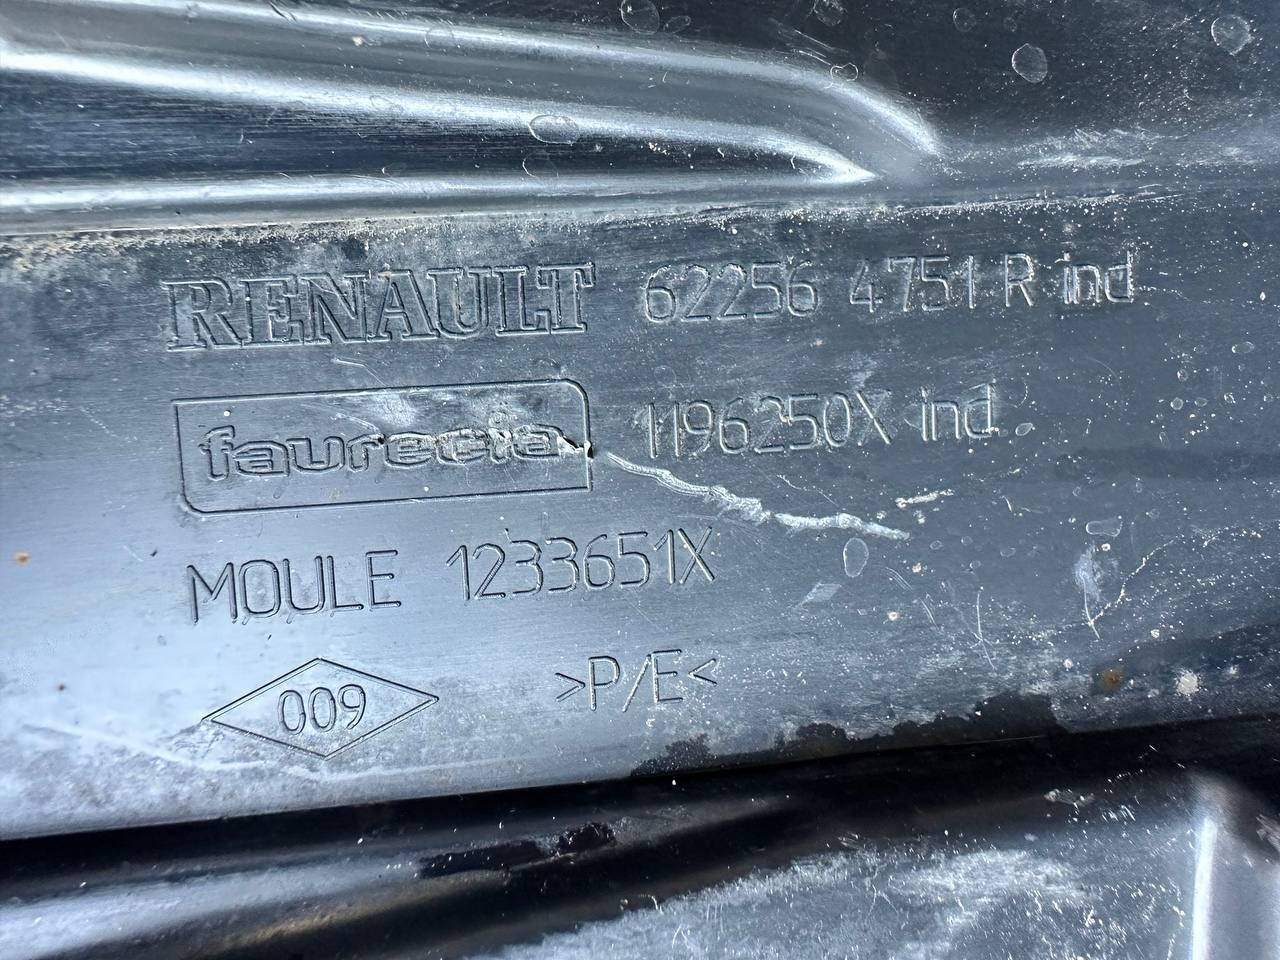 RENAULT 62256 4751 R ind
faurecia 1196250X ind
MOULE 1233651X
009 >P/E<